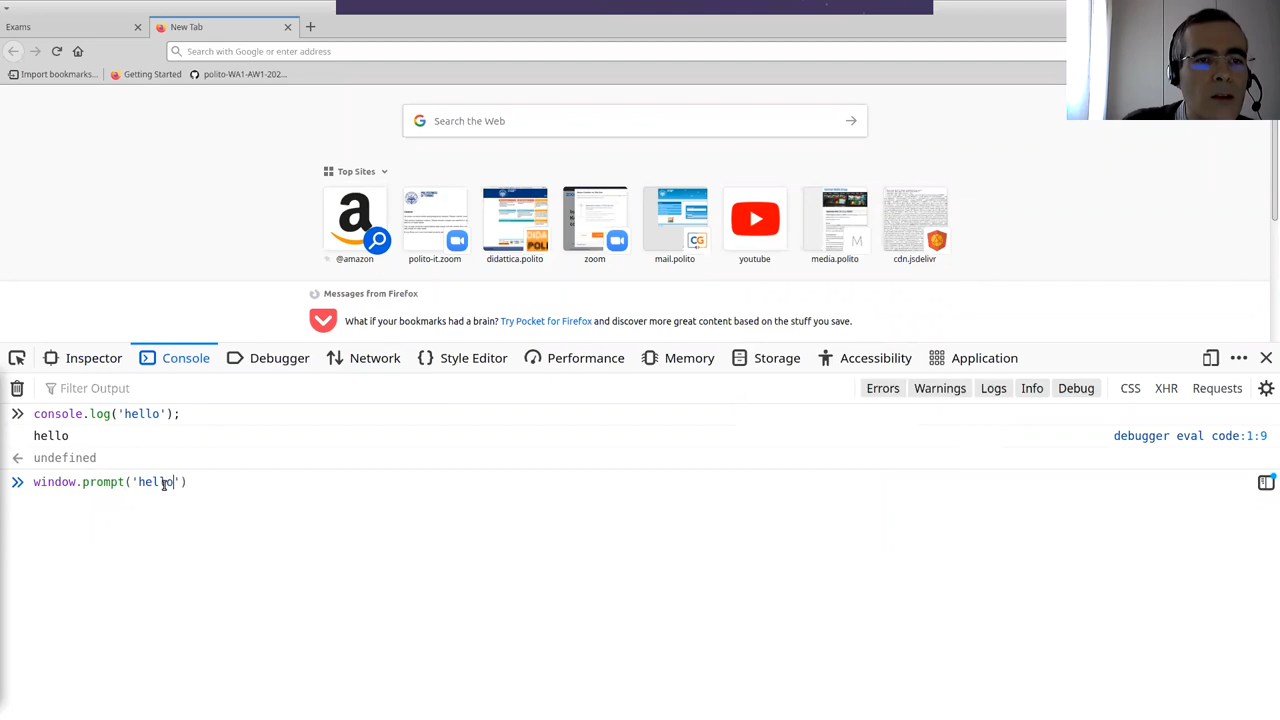 Exams
New Tab
Search with Google or enter address
Import bookmarks...
Getting Started
polito-WA1-AW1-202...
Search the Web
Top Sites
@amazon
polito-it.zoom
didattica.polito
zoom
mail.polito
youtube
media.polito
cdn.jsdelivr
Messages from Firefox
What if your bookmarks had a brain? Try Pocket for Firefox and discover more great content based on the stuff you save.
Inspector
Console
Debugger
Network
Style Editor
Performance
Memory
Storage
Accessibility
Application
Filter Output
Errors
Warnings
Logs
Info
Debug
CSS
XHR
Requests
console.log('hello');
hello
debugger eval code:1:9
undefined
window.prompt('hello')